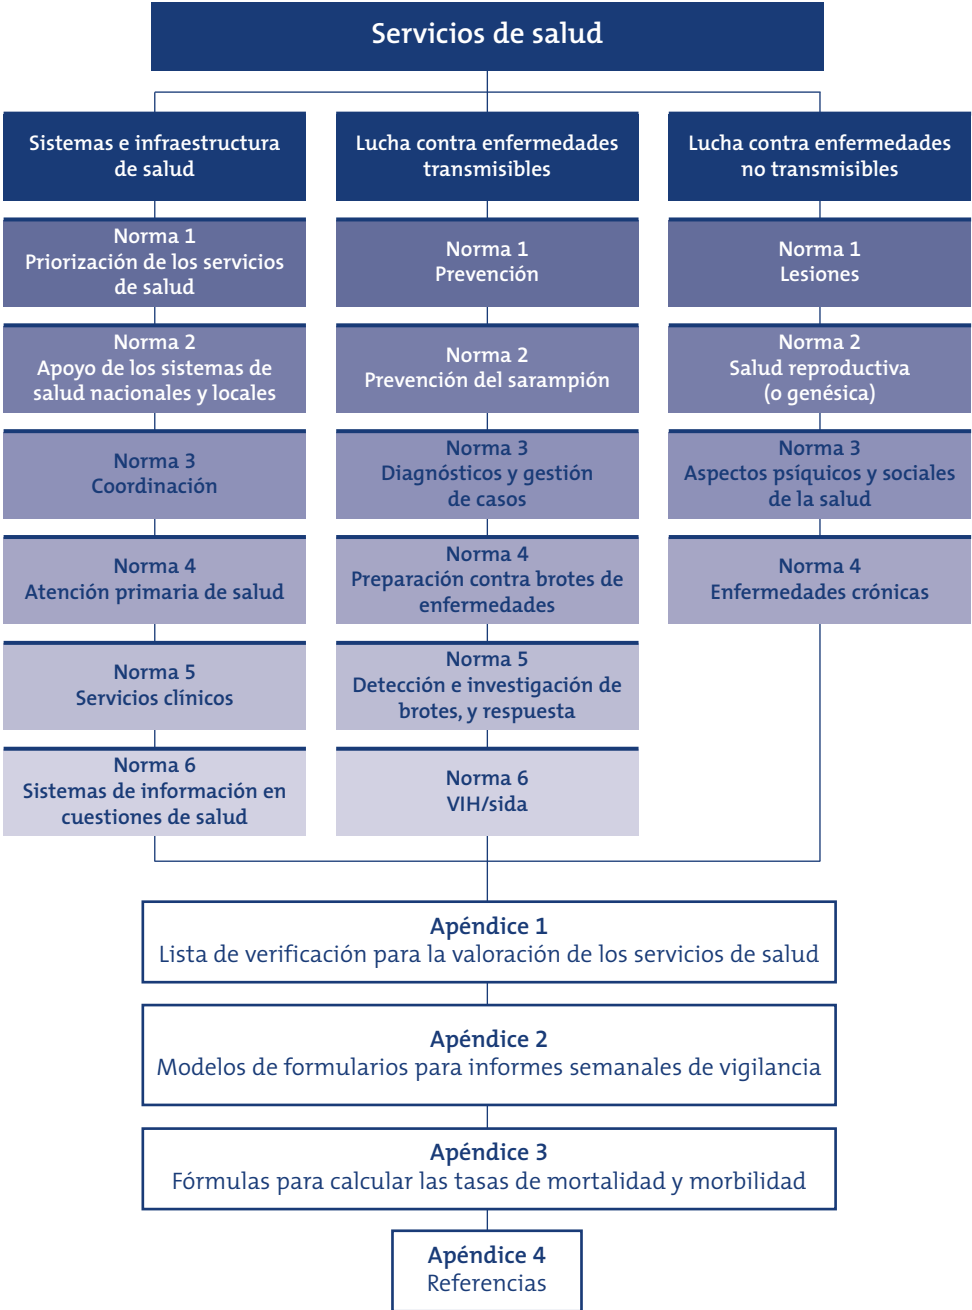 Servicios de salud
Sistemas e infraestructura
de salud
Norma 1
Priorización de los servicios
de salud
Norma 2
Apoyo de los sistemas de
salud nacionales y locales
Norma 3
Coordinación
Norma 4
Atención primaria de salud
Norma 5
Servicios clínicos
Norma 6
Sistemas de información en
cuestiones de salud
Lucha contra enfermedades
transmisibles
Norma 1
Prevención
Norma 2
Prevención del sarampión
Norma 3
Diagnósticos y gestión
de casos
Norma 4
Preparación contra brotes de
enfermedades
Norma 5
Detección e investigación de
brotes, y respuesta
Norma 6
VIH/sida
Lucha contra enfermedades
no transmisibles
Norma 1
Lesiones
Norma 2
Salud reproductiva
(o genésica)
Norma 3
Aspectos psíquicos y sociales
de la salud
Norma 4
Enfermedades crónicas
Apéndice 1
Lista de verificación para la valoración de los servicios de salud
Apéndice 2
Modelos de formularios para informes semanales de vigilancia
Apéndice 3
Fórmulas para calcular las tasas de mortalidad y morbilidad
Apéndice 4
Referencias